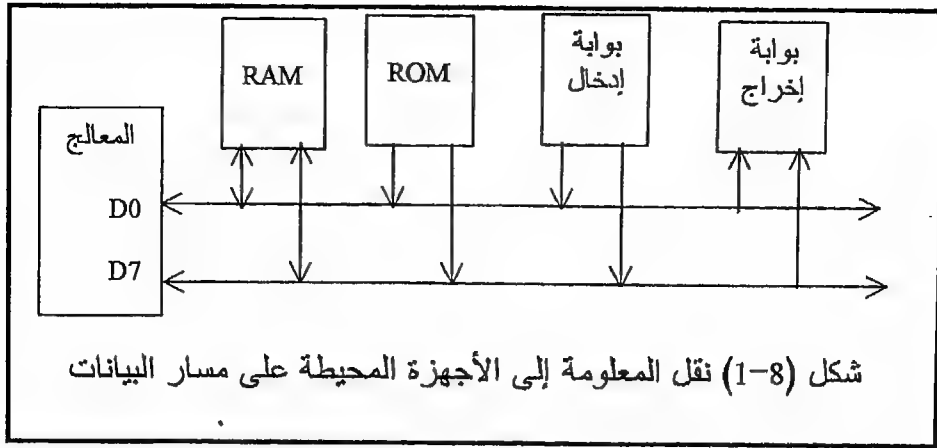 RAM
ROM
بوابة
إدخال
بوابة
إخراج
المعالج
D0
D7
شكل (8-1) نقل المعلومة إلى الأجهزة المحيطة على مسار البيانات